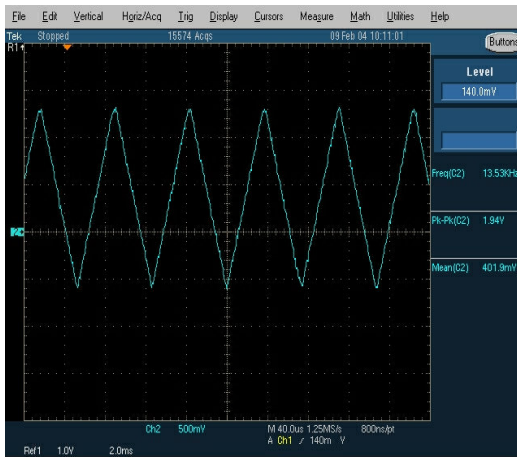 File Edit Vertical Horiz/Acq Trig Display Cursors Measure Math Utilities Help
Tek Stopped 15574 Acqs 09 Feb 04 10:11:01 Buttons
R1
Level
140.0mV
Freq(C2) 13.53KHz
Pk-Pk(C2) 1.94V
2
Mean(C2) 401.9mV
Ch2 500mV M 40.0us 1.25MS/s 800ns/pt
A Ch1 ∕ 140m V
Ref1 1.0V 2.0ms